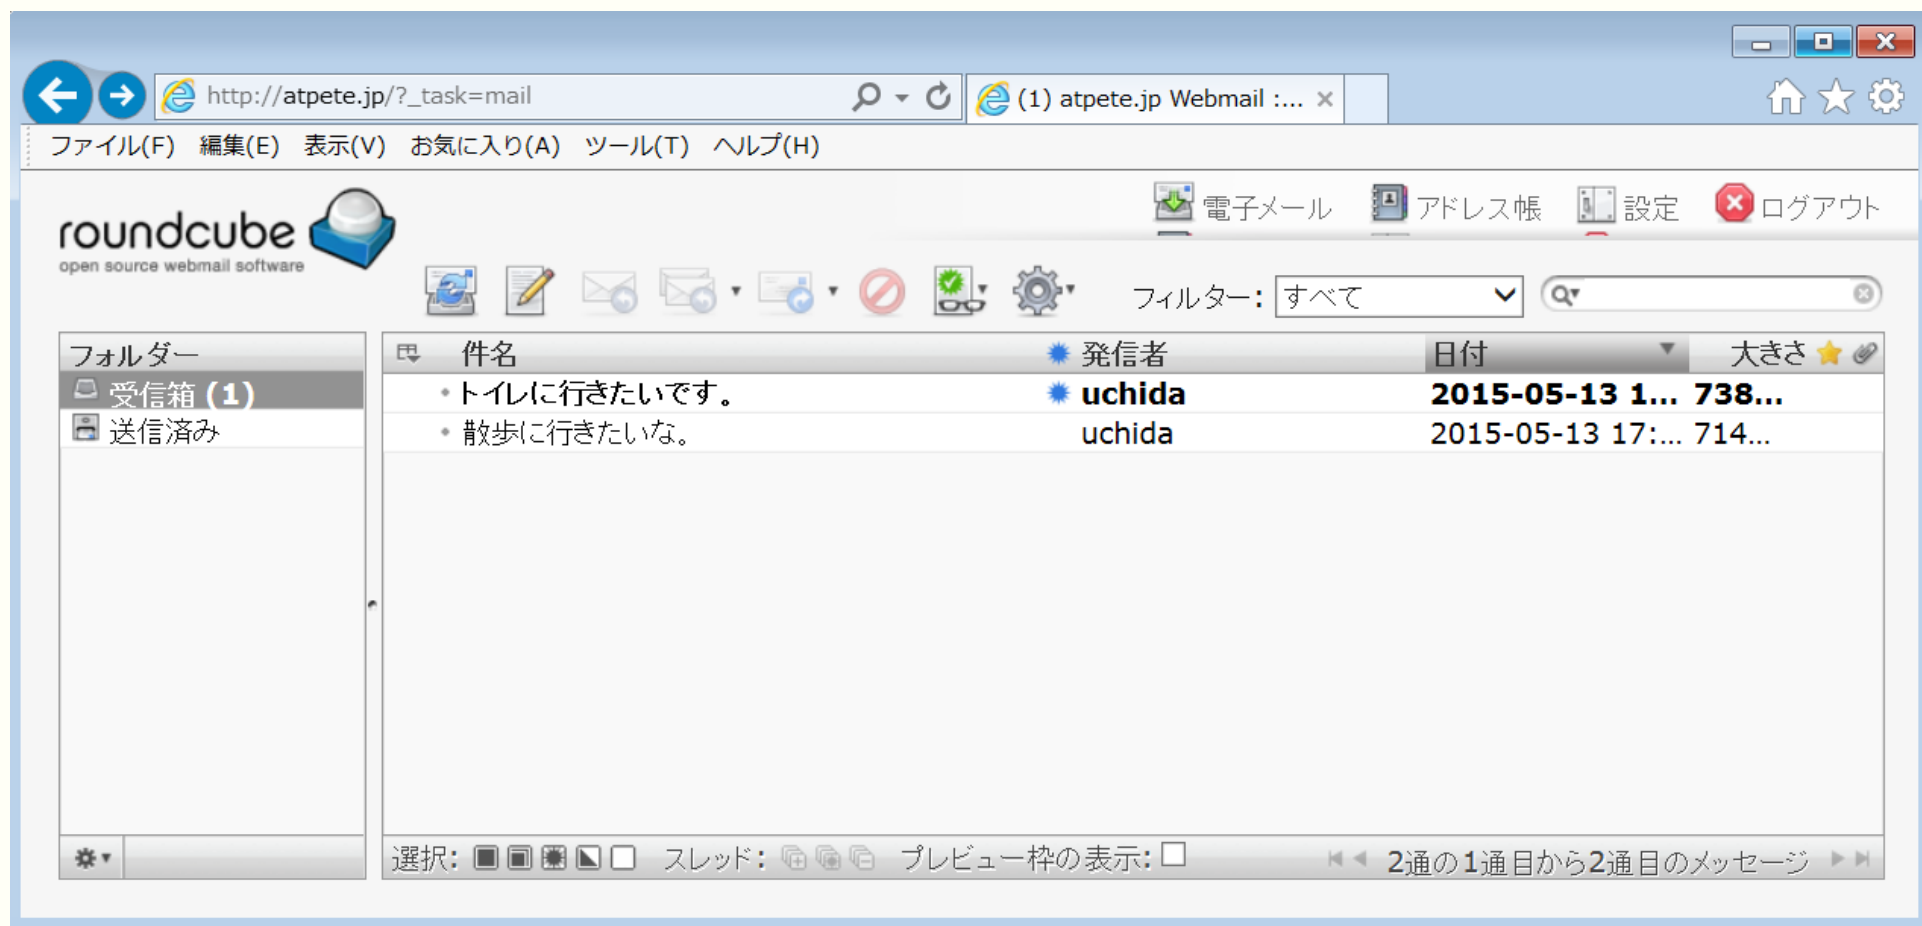 http://atpete.jp/?_task=mail
(1) atpete.jp Webmail :...
ファイル(F) 編集(E) 表示(V) お気に入り(A) ツール(T) ヘルプ(H)
電子メール アドレス帳 設定 ログアウト
roundcube
open source webmail software
フィルター: すべて
フォルダー
受信箱 (1)
送信済み
件名 発信者 日付 大きさ
トイレに行きたいです。 uchida 2015-05-13 1... 738...
散歩に行きたいな。 uchida 2015-05-13 17:... 714...
選択: スレッド: プレビュー枠の表示: 2通の1通目から2通目のメッセージ